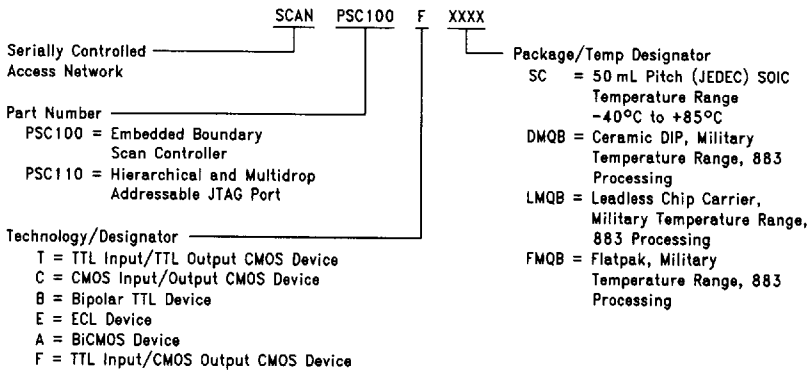 SCAN PSC100 F XXXX
Serially Controlled
Access Network
Part Number
PSC100 = Embedded Boundary
Scan Controller
PSC110 = Hierarchical and Multidrop
Addressable JTAG Port
Technology/Designator
T = TTL Input/TTL Output CMOS Device
C = CMOS Input/Output CMOS Device
B = Bipolar TTL Device
E = ECL Device
A = BiCMOS Device
F = TTL Input/CMOS Output CMOS Device
Package/Temp Designator
SC = 50 mL Pitch (JEDEC) SOIC
Temperature Range
-40°C to +85°C
DMQB = Ceramic DIP, Military
Temperature Range, 883
Processing
LMQB = Leadless Chip Carrier,
Military Temperature Range,
883 Processing
FMQB = Flatpak, Military
Temperature Range, 883
Processing